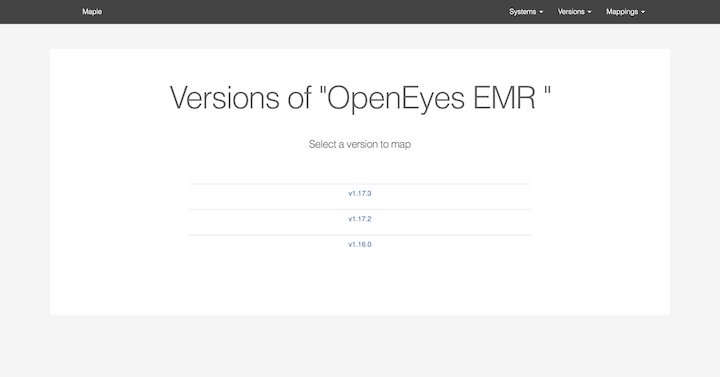 Maple Systems Versions Mappings
Versions of "OpenEyes EMR "
Select a version to map
v1.17.3
v1.17.2
v1.16.0